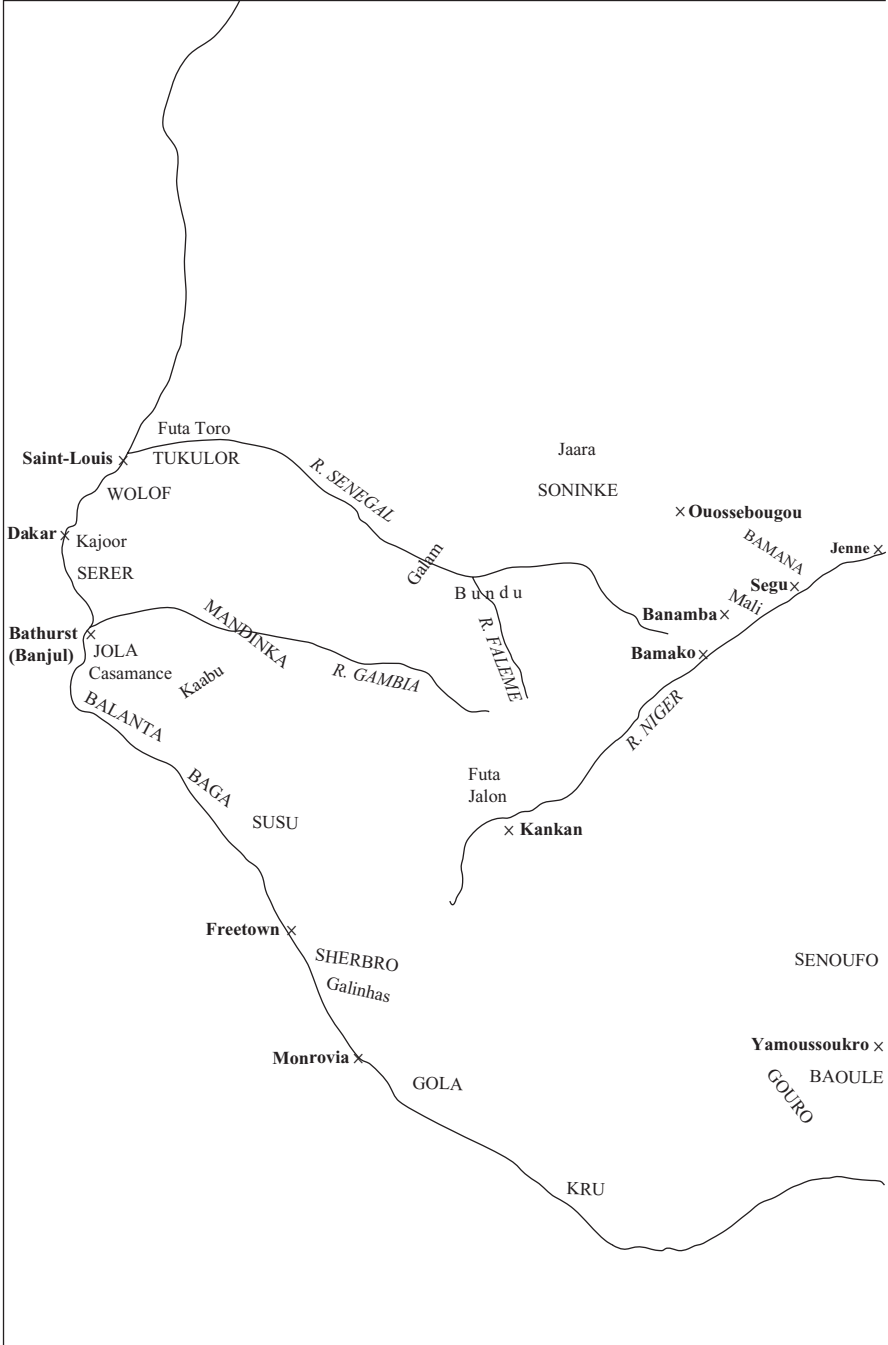 Futa Toro
Saint-Louis
TUKULOR
R. SENEGAL
Jaara
SONINKE
WOLOF
Ouossebougou
Dakar
Kajoor
BAMANA
Jenne
SERER
Galam
Bundu
Segu
Mali
Banamba
MANDINKA
R. FALEME
Bathurst
(Banjul)
JOLA
Bamako
Casamance
Kaabu
R. GAMBIA
BALANTA
R. NIGER
BAGA
Futa
Jalon
SUSU
Kankan
Freetown
SHERBRO
SENOUFO
Galinhas
Monrovia
Yamoussoukro
GOLA
BAOULE
GOURO
KRU